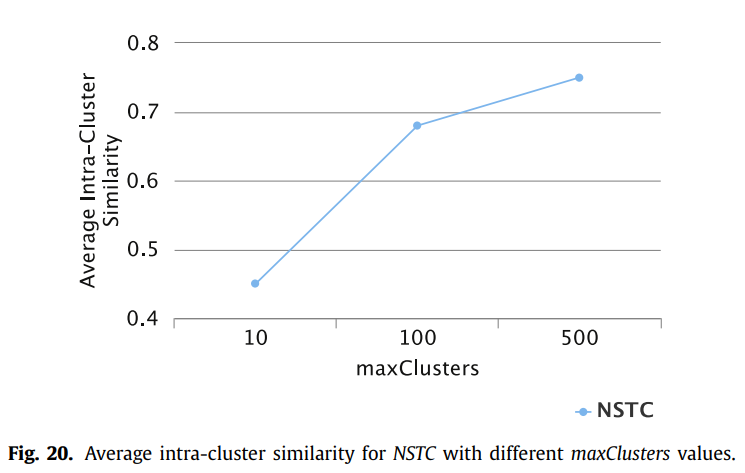 0.8
0.7
0.6
0.5
0.4
Average Intra-Cluster
Similarity
10 100 500
maxClusters
NSTC
Fig. 20. Average intra-cluster similarity for NSTC with different maxClusters values.